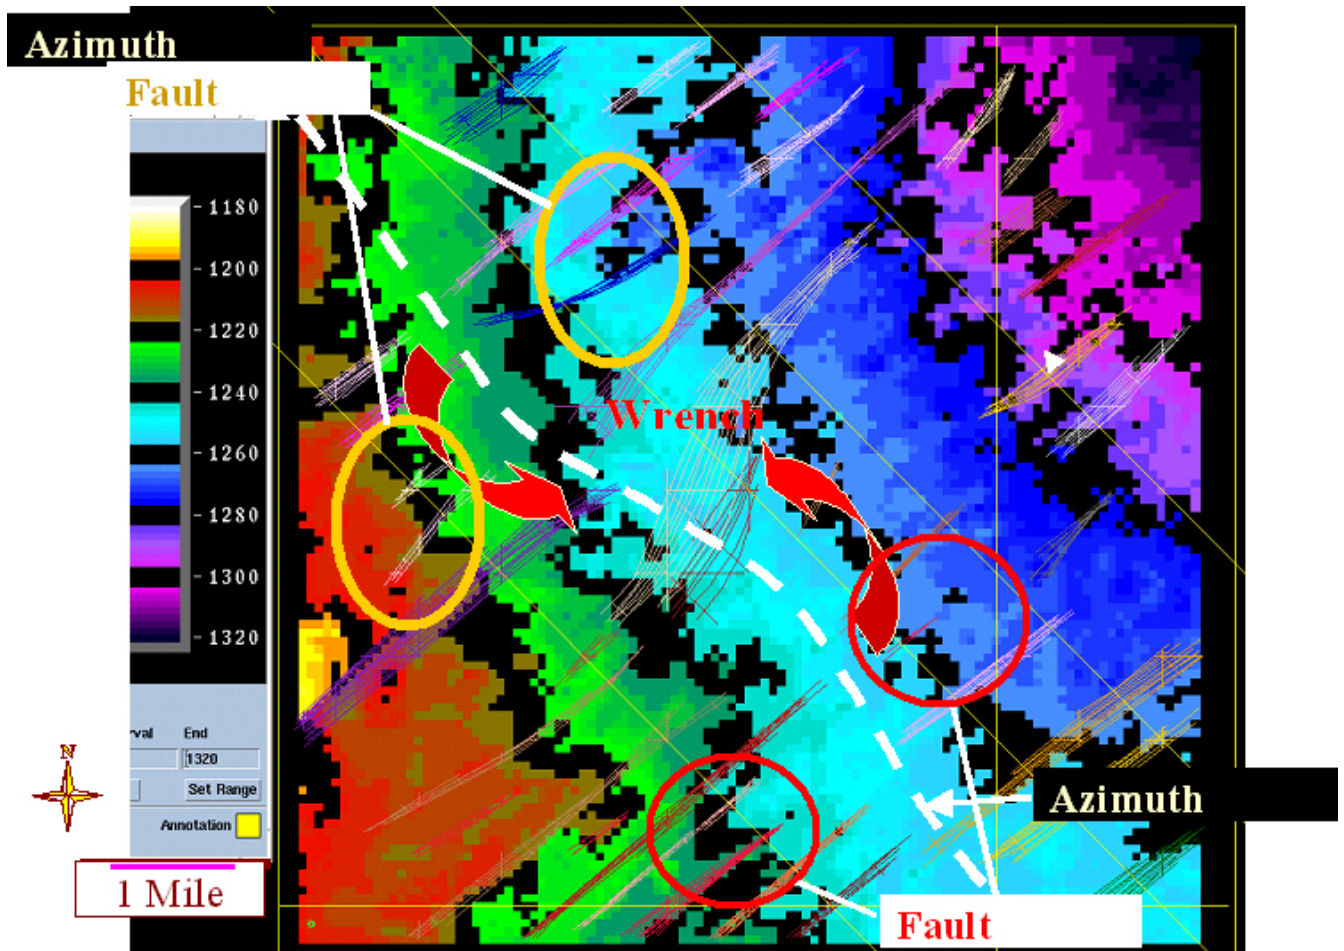 Azimuth
Fault
-1180
-1200
-1220
-1240
-1260
-1280
-1300
-1320
Wrench
rval End
1320
Set Range
Annotation
N
1 Mile
Azimuth
Fault